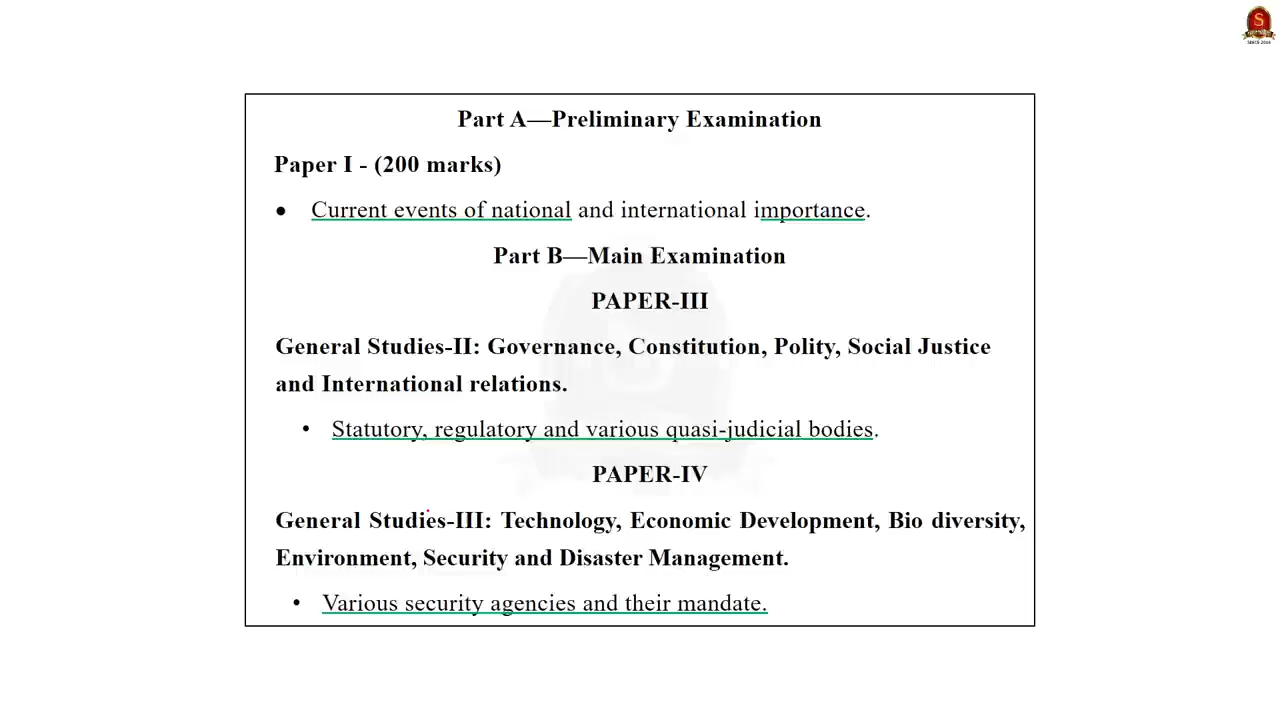 Part A—Preliminary Examination
Paper I - (200 marks)
● Current events of national and international importance.
Part B—Main Examination
PAPER-III
General Studies-II: Governance, Constitution, Polity, Social Justice
and International relations.
• Statutory, regulatory and various quasi-judicial bodies.
PAPER-IV
General Studies-III: Technology, Economic Development, Bio diversity,
Environment, Security and Disaster Management.
• Various security agencies and their mandate.